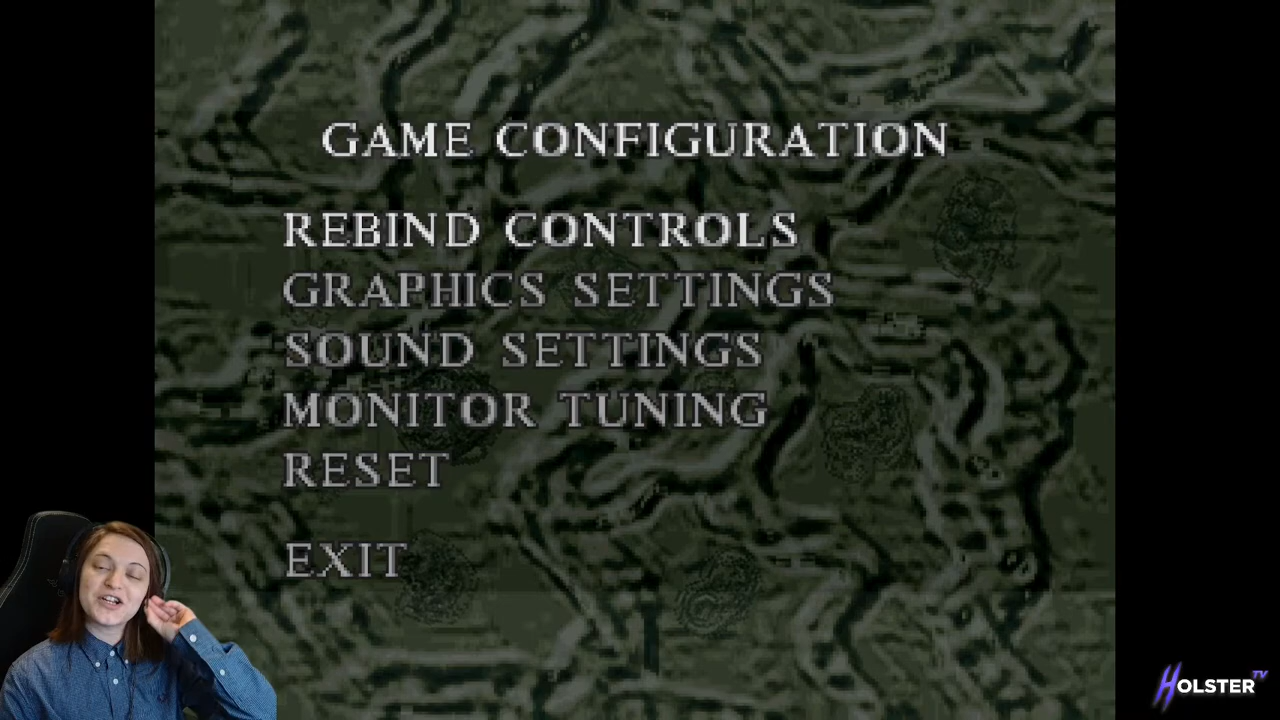 GAME CONFIGURATION
REBIND CONTROLS
GRAPHICS SETTINGS
SOUND SETTINGS
MONITOR TUNING
RESET
EXIT
HOLSTER TV